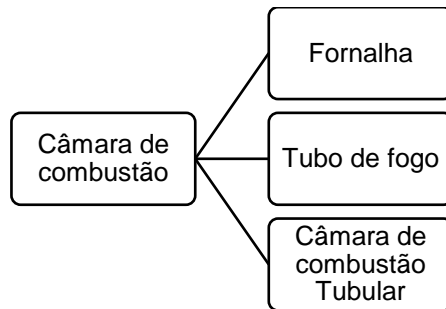 Fornalha
Câmara de
combustão
Tubo de fogo
Câmara de
combustão
Tubular